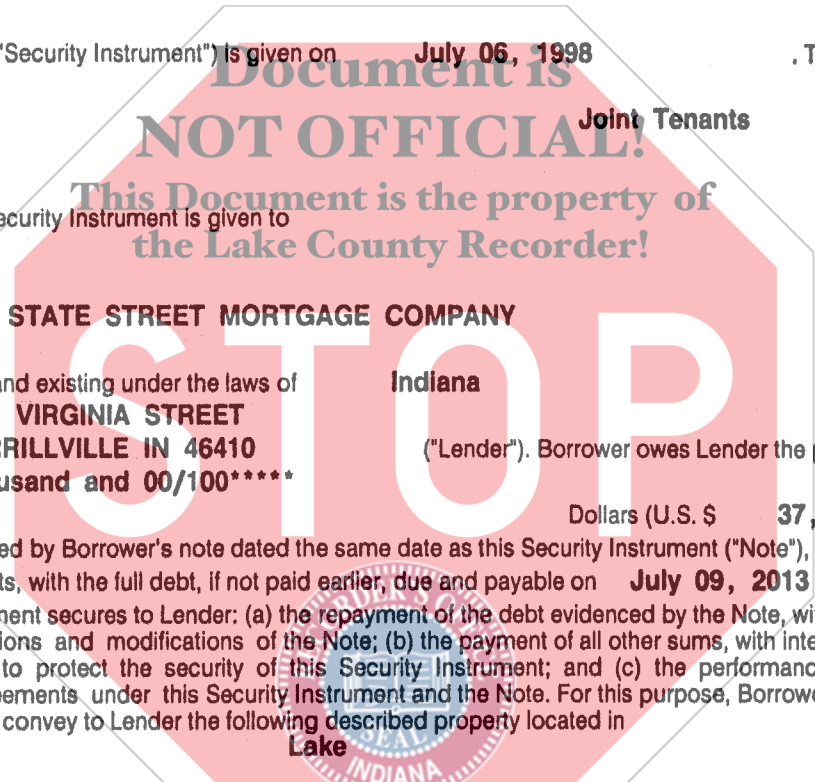 "Security Instrument") is given on July 06, 1998 . T
Document is
Joint Tenants
NOT OFFICIAL!
This Document is the property of
ecurity Instrument is given to
the Lake County Recorder!
STATE STREET MORTGAGE COMPANY
STOP
and existing under the laws of Indiana
VIRGINIA STREET
RRILLVILLE IN 46410 ("Lender"). Borrower owes Lender the p
usand and 00/100*****
Dollars (U.S. $ 37,
ed by Borrower's note dated the same date as this Security Instrument ("Note"),
ts, with the full debt, if not paid earlier, due and payable on July 09, 2013
ment secures to Lender: (a) the repayment of the debt evidenced by the Note, wi
ions and modifications of the Note; (b) the payment of all other sums, with inte
to protect the security of this Security Instrument; and (c) the performanc
eements under this Security Instrument and the Note. For this purpose, Borrowe
convey to Lender the following described property located in
Lake
SEAL
INDIANA